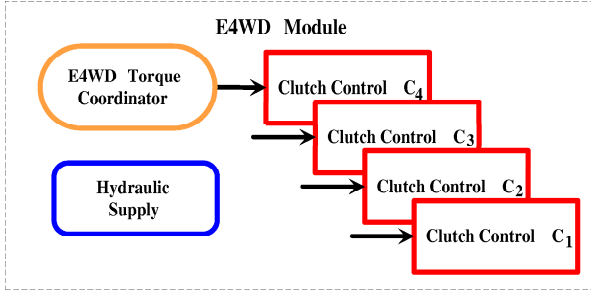 E4WD Module
E4WD Torque
Coordinator
Clutch Control C4
Clutch Control C3
Clutch Control C2
Clutch Control C1
Hydraulic
Supply